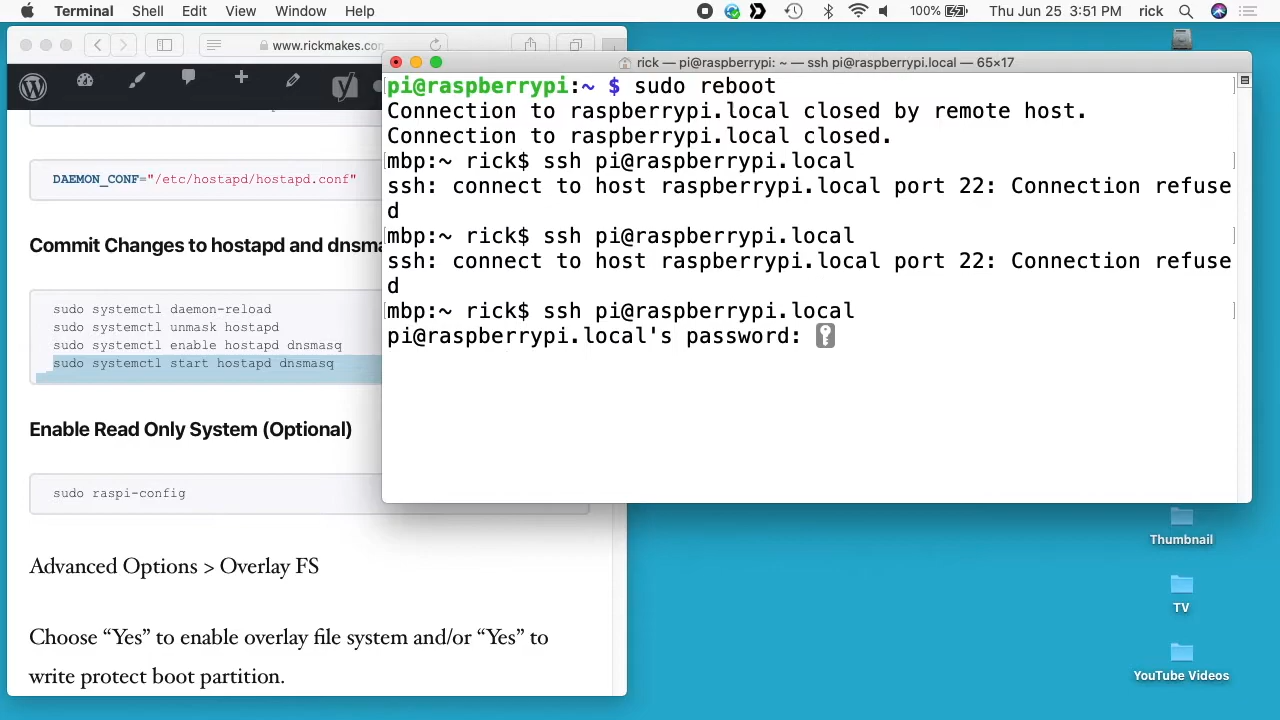 Terminal Shell Edit View Window Help 100% Thu Jun 25 3:51 PM rick
www.rickmakes.co
rick — pi@raspberrypi: ~ — ssh pi@raspberrypi.local — 65×17
pi@raspberrypi:~ $ sudo reboot
Connection to raspberrypi.local closed by remote host.
Connection to raspberrypi.local closed.
mbp:~ rick$ ssh pi@raspberrypi.local
ssh: connect to host raspberrypi.local port 22: Connection refuse
d
mbp:~ rick$ ssh pi@raspberrypi.local
ssh: connect to host raspberrypi.local port 22: Connection refuse
d
mbp:~ rick$ ssh pi@raspberrypi.local
pi@raspberrypi.local's password:
DAEMON_CONF="/etc/hostapd/hostapd.conf"
Commit Changes to hostapd and dnsma
sudo systemctl daemon-reload
sudo systemctl unmask hostapd
sudo systemctl enable hostapd dnsmasq
sudo systemctl start hostapd dnsmasq
Enable Read Only System (Optional)
sudo raspi-config
Advanced Options > Overlay FS
Choose “Yes” to enable overlay file system and/or “Yes” to
write protect boot partition.
Thumbnail
TV
YouTube Videos